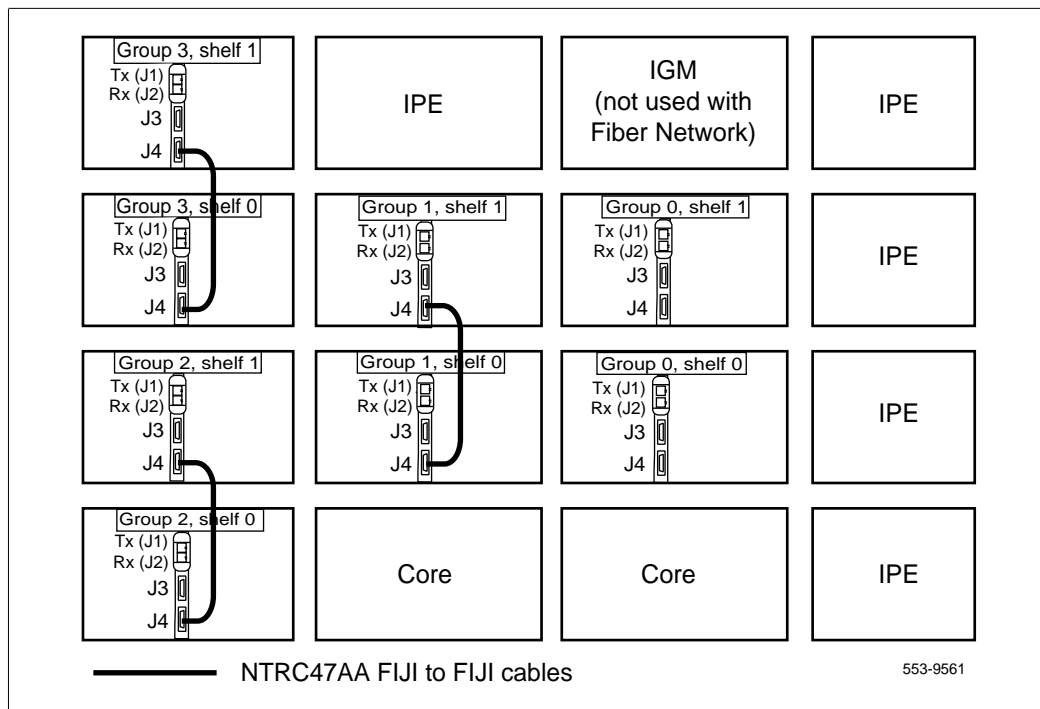 Group 3, shelf 1
Tx (J1)
Rx (J2)
J3
J4
IPE
IGM
(not used with
Fiber Network)
IPE
Group 3, shelf 0
Tx (J1)
Rx (J2)
J3
J4
Group 1, shelf 1
Tx (J1)
Rx (J2)
J3
J4
Group 0, shelf 1
Tx (J1)
Rx (J2)
J3
J4
IPE
Group 2, shelf 1
Tx (J1)
Rx (J2)
J3
J4
Group 1, shelf 0
Tx (J1)
Rx (J2)
J3
J4
Group 0, shelf 0
Tx (J1)
Rx (J2)
J3
J4
IPE
Group 2, shelf 0
Tx (J1)
Rx (J2)
J3
J4
Core
Core
IPE
NTRC47AA FIJI to FIJI cables
553-9561